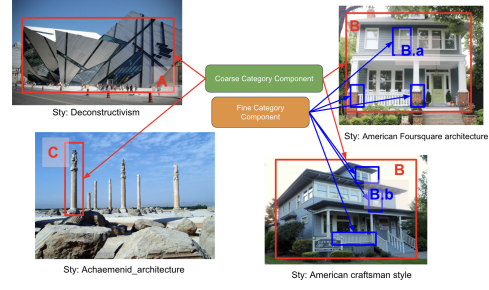 A
Sty: Deconstructivism
Coarse Category Component
Fine Category
Component
B
B.a
Sty: American Foursquare architecture
C
Sty: Achaemenid_architecture
B
B.b
Sty: American craftsman style